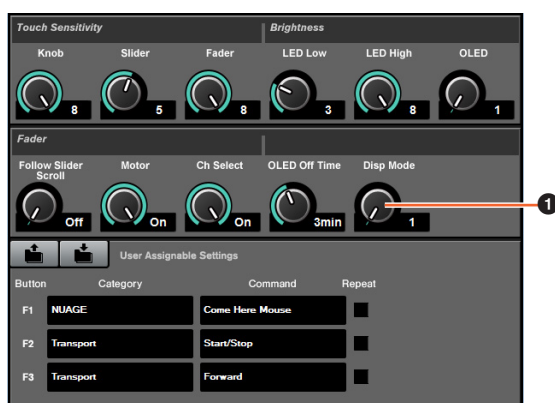 Touch Sensitivity Brightness
Knob Slider Fader LED Low LED High OLED
8 5 8 3 8 1
Fader
Follow Slider Scroll Motor Ch Select OLED Off Time Disp Mode
Off On On 3min 1
1
User Assignable Settings
Button Category Command Repeat
F1 NUAGE Come Here Mouse
F2 Transport Start/Stop
F3 Transport Forward